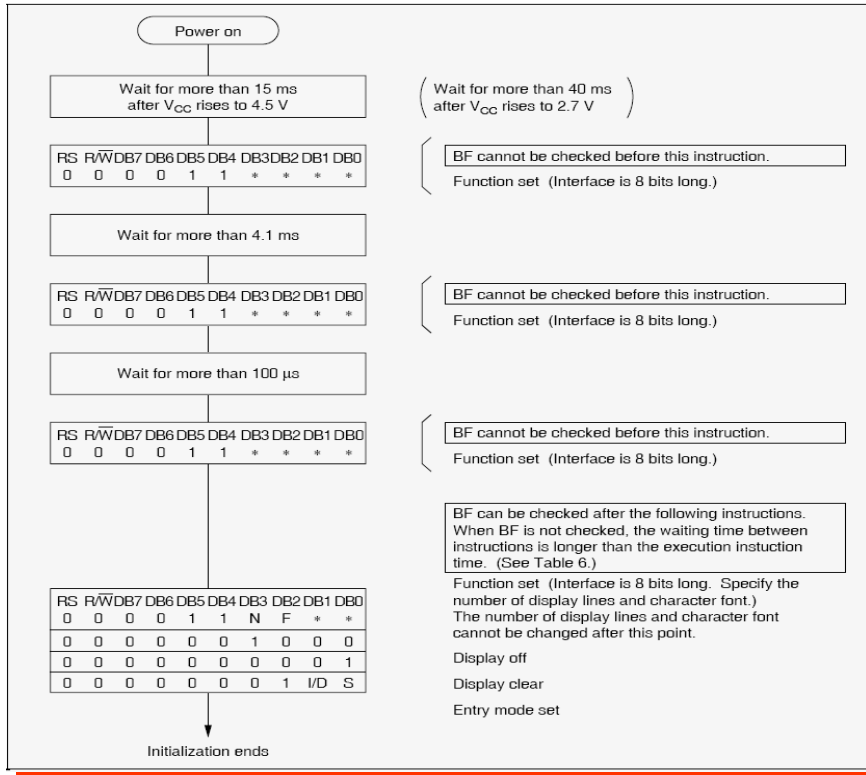 Power on
Wait for more than 15 ms
after VCC rises to 4.5 V
Wait for more than 40 ms
after VCC rises to 2.7 V
RS R/W DB7 DB6 DB5 DB4 DB3 DB2 DB1 DB0
0 0 0 0 1 1 * * * *
BF cannot be checked before this instruction.
Function set (Interface is 8 bits long.)
Wait for more than 4.1 ms
RS R/W DB7 DB6 DB5 DB4 DB3 DB2 DB1 DB0
0 0 0 0 1 1 * * * *
BF cannot be checked before this instruction.
Function set (Interface is 8 bits long.)
Wait for more than 100 µs
RS R/W DB7 DB6 DB5 DB4 DB3 DB2 DB1 DB0
0 0 0 0 1 1 * * * *
BF cannot be checked before this instruction.
Function set (Interface is 8 bits long.)
BF can be checked after the following instructions.
When BF is not checked, the waiting time between
instructions is longer than the execution instuction
time. (See Table 6.)
RS R/W DB7 DB6 DB5 DB4 DB3 DB2 DB1 DB0
0 0 0 0 1 1 N F * *
0 0 0 0 0 0 1 0 0 0
0 0 0 0 0 0 0 0 0 1
0 0 0 0 0 0 0 1 I/D S
Function set (Interface is 8 bits long. Specify the
number of display lines and character font.)
The number of display lines and character font
cannot be changed after this point.
Display off
Display clear
Entry mode set
Initialization ends